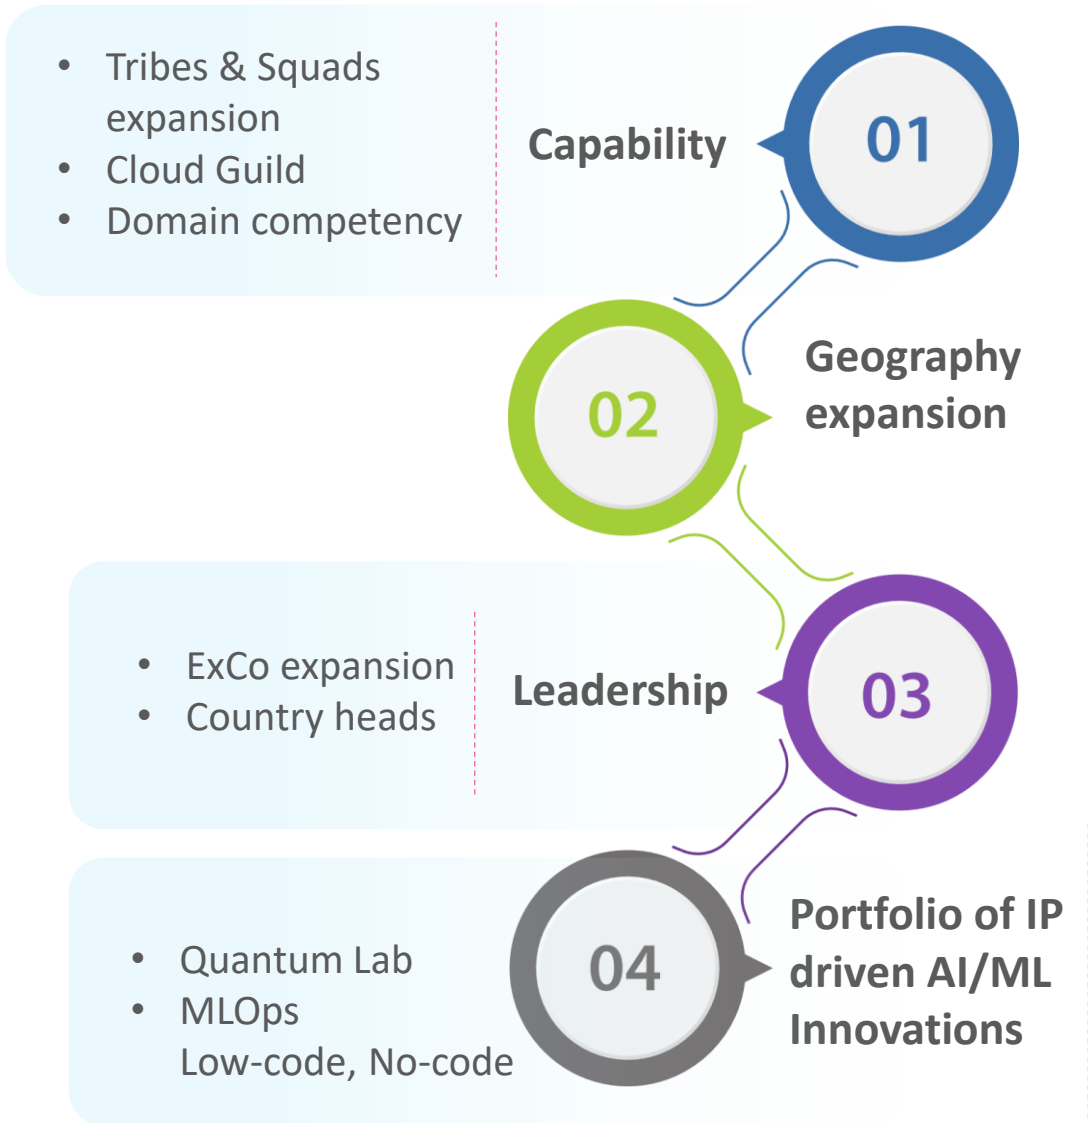 • Tribes & Squads
expansion
• Cloud Guild
• Domain competency
Capability
01
02
Geography
expansion
• ExCo expansion
• Country heads
Leadership
03
• Quantum Lab
• MLOps
Low-code, No-code
04
Portfolio of IP
driven AI/ML
Innovations